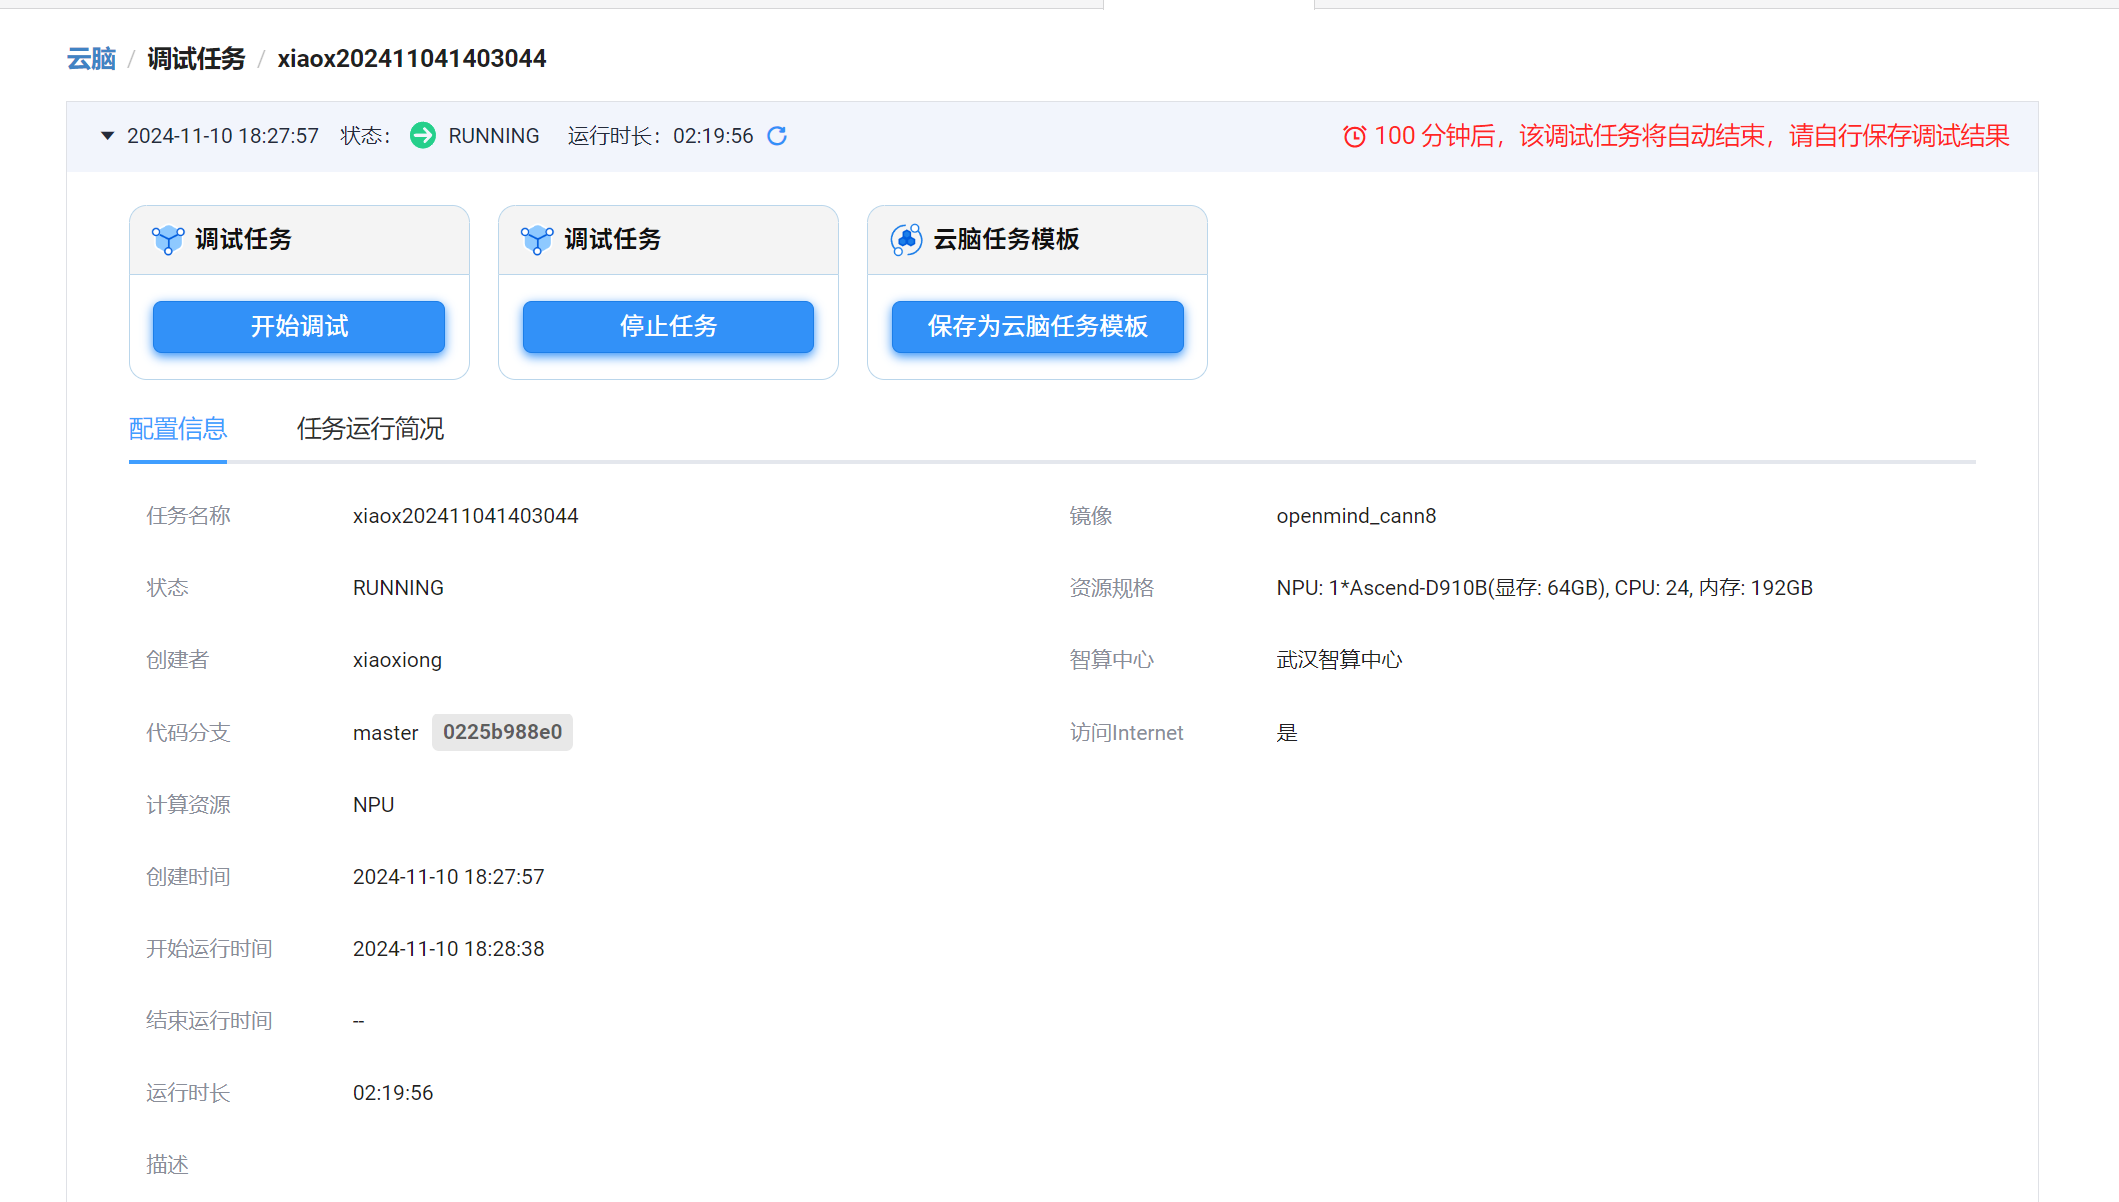 云脑 / 调试任务 / xiaox202411041403044
2024-11-10 18:27:57 状态： RUNNING 运行时长：02:19:56 100 分钟后，该调试任务将自动结束，请自行保存调试结果
调试任务 调试任务 云脑任务模板
开始调试 停止任务 保存为云脑任务模板
配置信息 任务运行简况
任务名称 xiaox202411041403044 镜像 openmind_cann8
状态 RUNNING 资源规格 NPU: 1*Ascend-D910B(显存: 64GB), CPU: 24, 内存: 192GB
创建者 xiaoxiong 智算中心 武汉智算中心
代码分支 master 0225b988e0 访问Internet 是
计算资源 NPU
创建时间 2024-11-10 18:27:57
开始运行时间 2024-11-10 18:28:38
结束运行时间 --
运行时长 02:19:56
描述